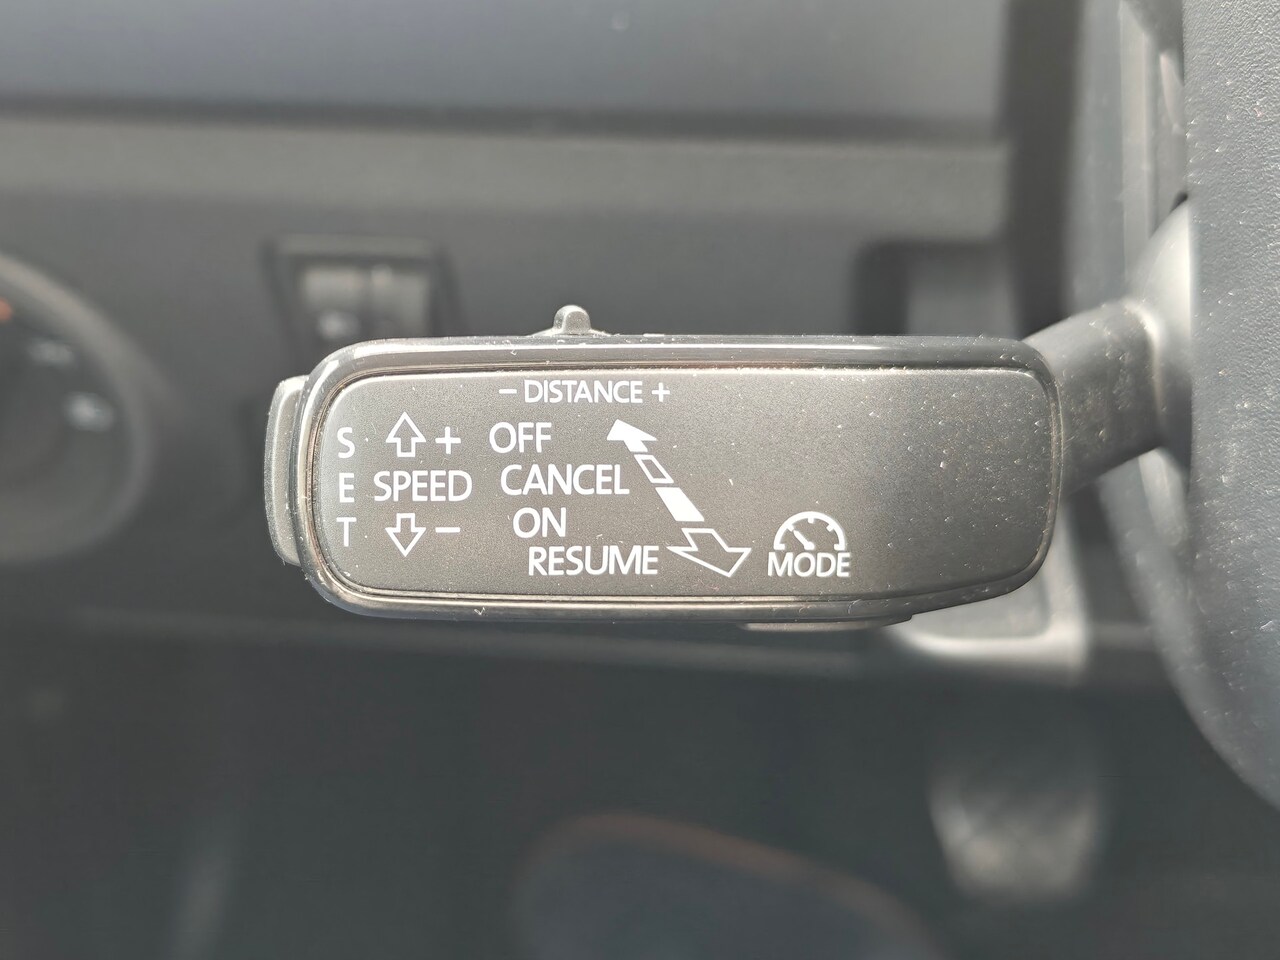 - DISTANCE +
S + OFF
E SPEED CANCEL
T - ON
RESUME MODE